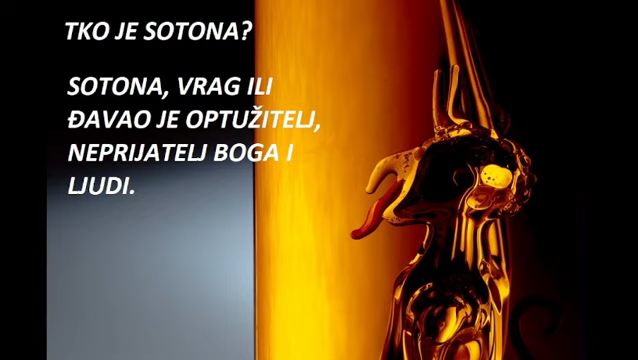 TKO JE SOTONA?
SOTONA, VRAG ILI
ĐAVAO JE OPTUŽITELJ,
NEPRIJATELJ BOGA I
LJUDI.